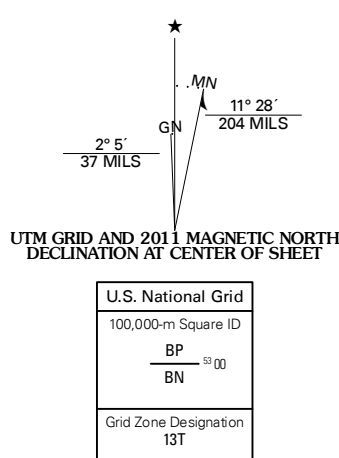 ★
MN
11° 28´
204 MILS
GN
2° 5´
37 MILS
UTM GRID AND 2011 MAGNETIC NORTH
DECLINATION AT CENTER OF SHEET
U.S. National Grid
100,000-m Square ID
BP
53 00
BN
Grid Zone Designation
13T